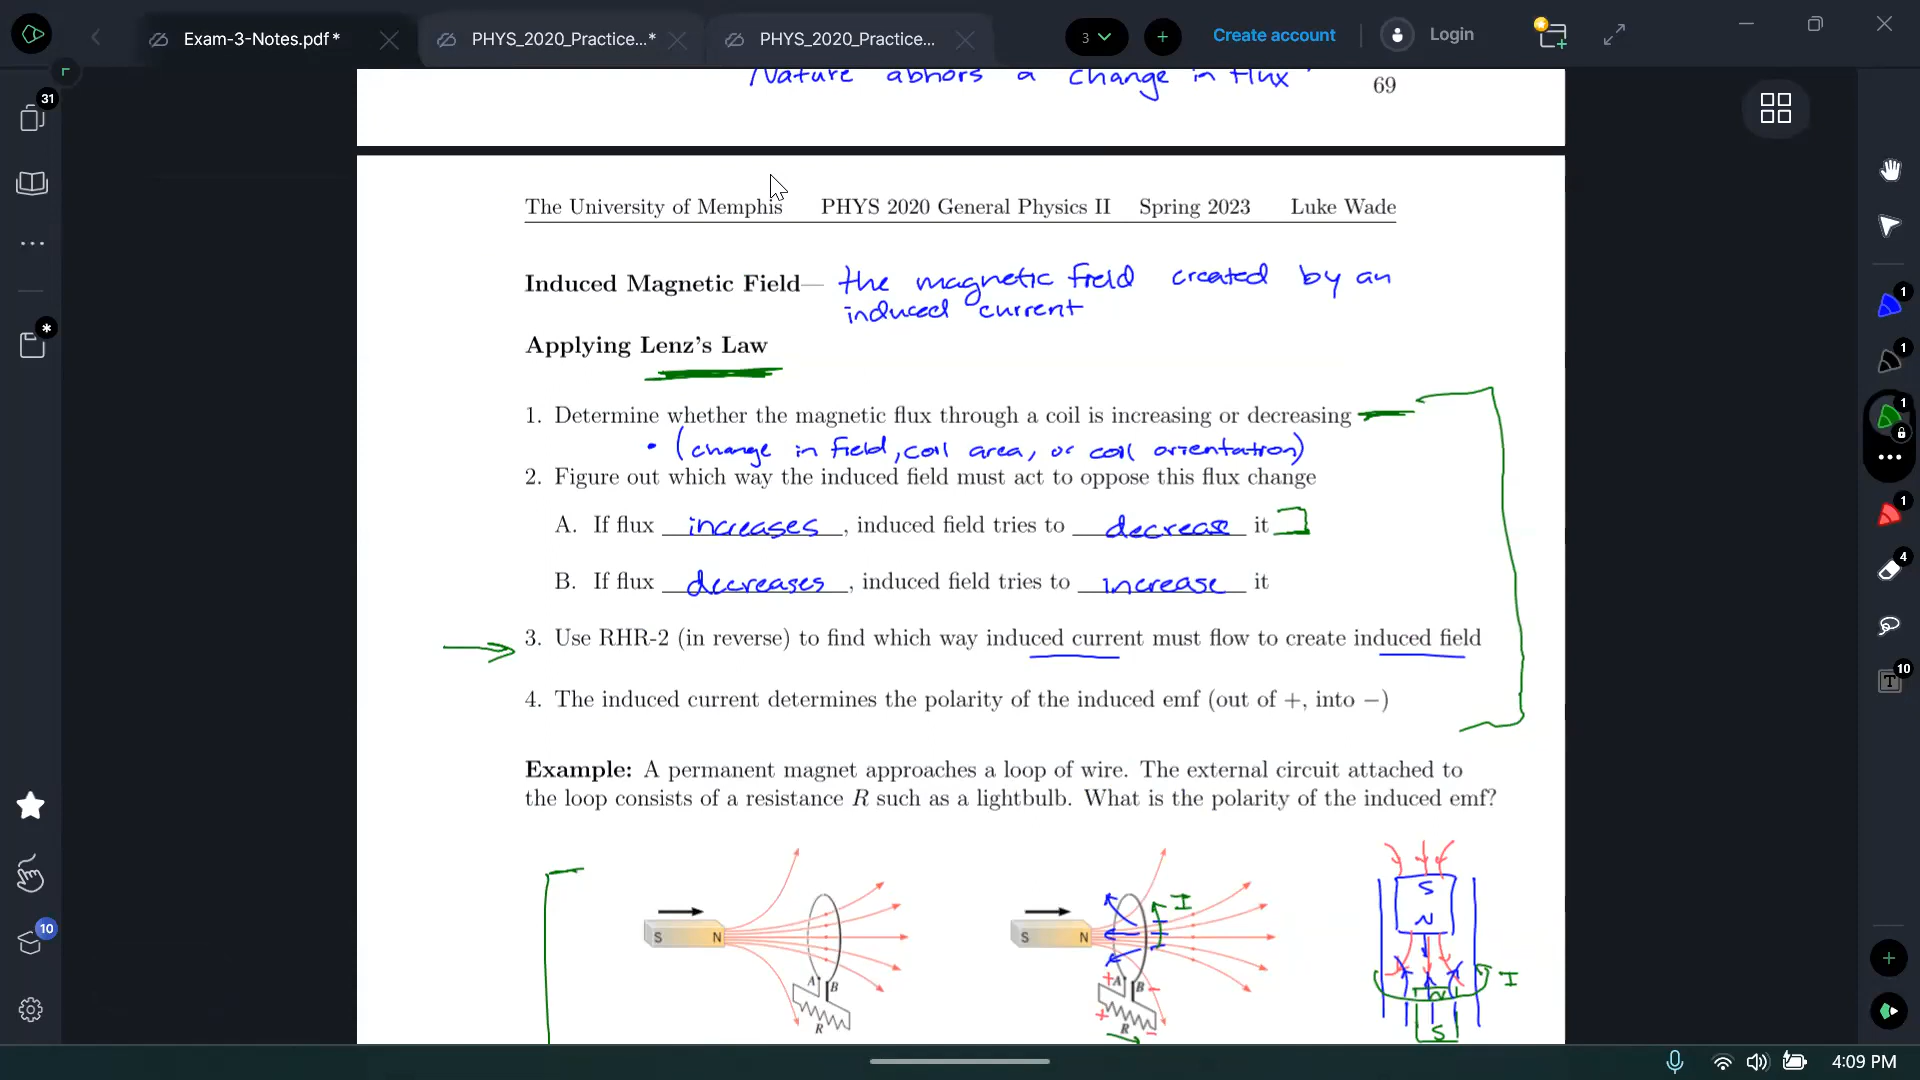 Exam-3-Notes.pdf *
PHYS_2020_Practice...*
PHYS_2020_Practice...
3
Create account
Login
31
Nature abhors a change in flux
69
The University of Memphis PHYS 2020 General Physics II Spring 2023 Luke Wade
Induced Magnetic Field— the magnetic field created by an
induced current
Applying Lenz's Law
1. Determine whether the magnetic flux through a coil is increasing or decreasing
• (change in field, coil area, or coil orientation)
2. Figure out which way the induced field must act to oppose this flux change
A. If flux increases, induced field tries to decrease it
B. If flux decreases, induced field tries to increase it
3. Use RHR-2 (in reverse) to find which way induced current must flow to create induced field
4. The induced current determines the polarity of the induced emf (out of +, into −)
Example: A permanent magnet approaches a loop of wire. The external circuit attached to
the loop consists of a resistance R such as a lightbulb. What is the polarity of the induced emf?
S N
A B
R
S N
I
+ A B −
+ R −
S
N
I
N
S
1
1
1
1
4
10
10
4:09 PM